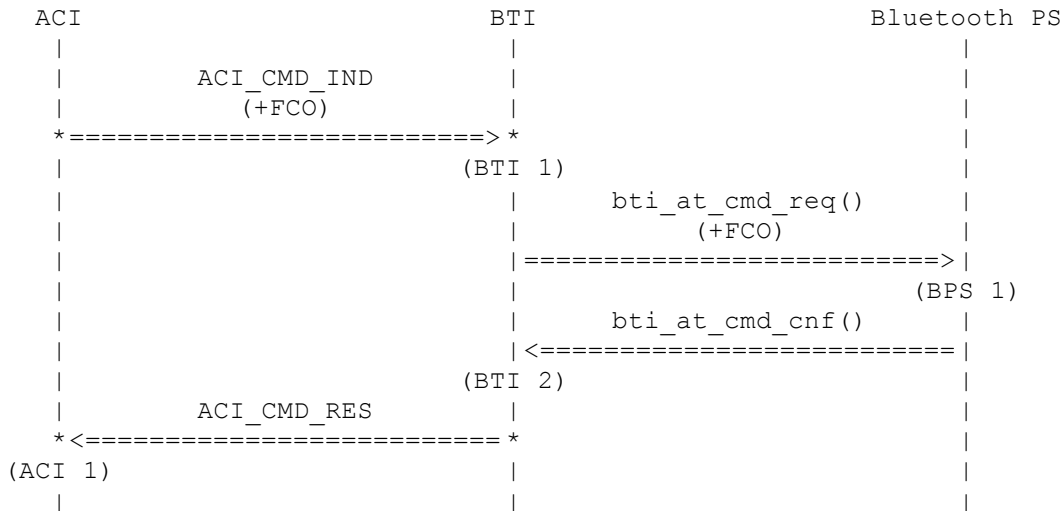 ACI BTI Bluetooth PS
| | |
| ACI_CMD_IND | |
| (+FCO) | |
*==========================>* |
| (BTI 1) |
| | bti_at_cmd_req() |
| | (+FCO) |
| |==========================>|
| | (BPS 1)
| | bti_at_cmd_cnf() |
| |<==========================|
| (BTI 2) |
| ACI_CMD_RES | |
*<==========================* |
(ACI 1) | |
| | |